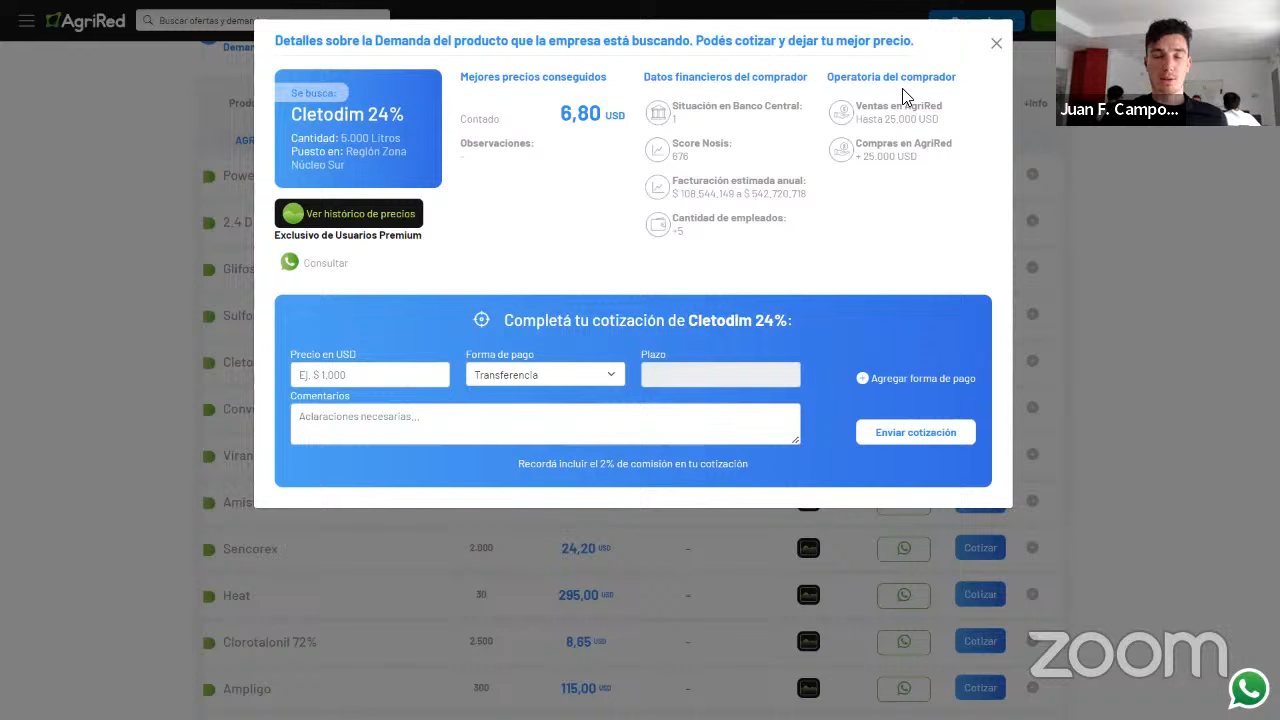 AgriRed
Buscar agroinsumos
Detalles sobre la Demanda del producto que la empresa está buscando. Podés cotizar y dejar tu mejor precio.
Se busca:
Cletodim 24%
Cantidad: 5.000 Litros
Puesto en: Región Zona
Núcleo Sur
Ver histórico de precios
Exclusivo de Usuarios Premium
Consultar
Mejores precios conseguidos
Contado
6,80 USD
Observaciones:
-
Datos financieros del comprador
Situación en Banco Central:
1
Score Nosis:
676
Facturación estimada anual:
$ 108,544,149 a $ 542,720,718
Cantidad de empleados:
+5
Operatoria del comprador
Ventas en AgriRed
Hasta 25,000 USD
Compras en AgriRed
+ 25.000 USD
Completá tu cotización de Cletodim 24%:
Precio en USD
Forma de pago
Plazo
Ej. $ 1.000
Transferencia
Agregar forma de pago
Comentarios
Aclaraciones necesarias...
Enviar cotización
Recordá incluir el 2% de comisión en tu cotización
Juan F. Campo...
Deman
Produ
+Info
AGR
Power
2.4 D
Glifos
Sulfo
Cleto
Conv
Viran
Amis
Sencorex 2.000 24,20 USD - Cotizar
Heat 30 295,00 USD - Cotizar
Clorotalonil 72% 2.500 8,65 USD - Cotizar
Ampligo 300 115,00 USD - Cotizar
zoom